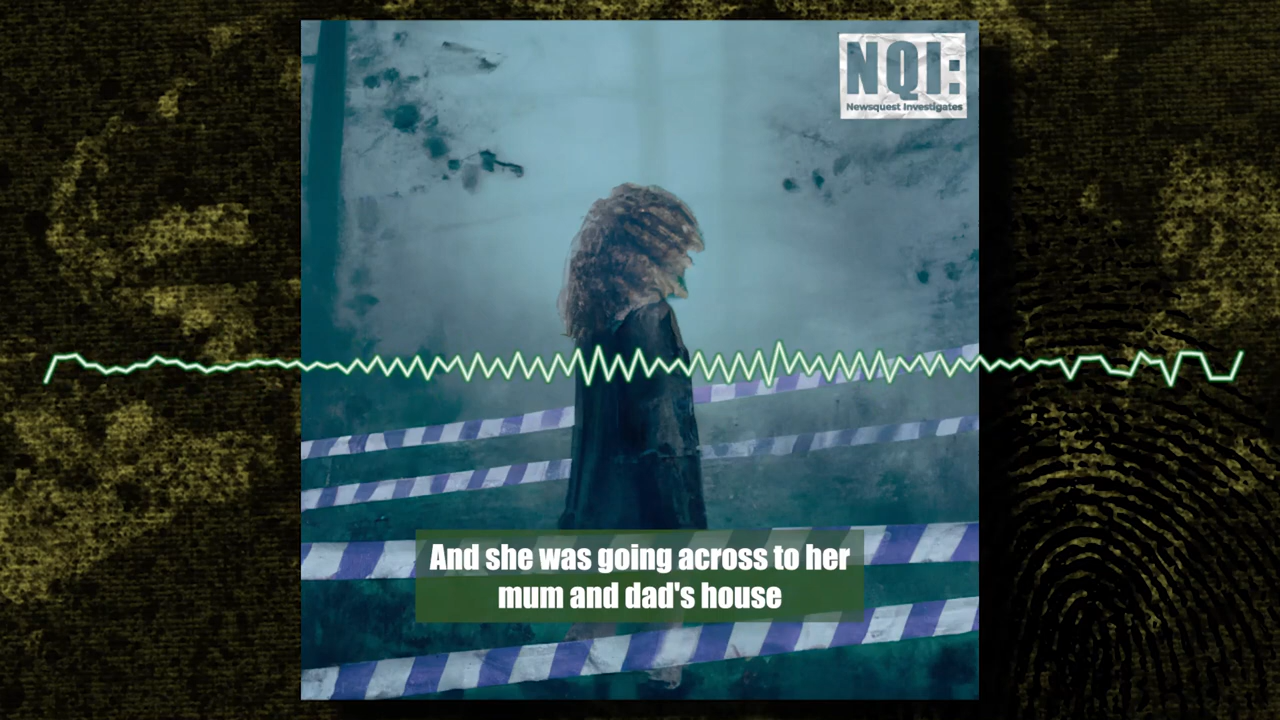 NQI:
Newsquest Investigates
And she was going across to her
mum and dad's house